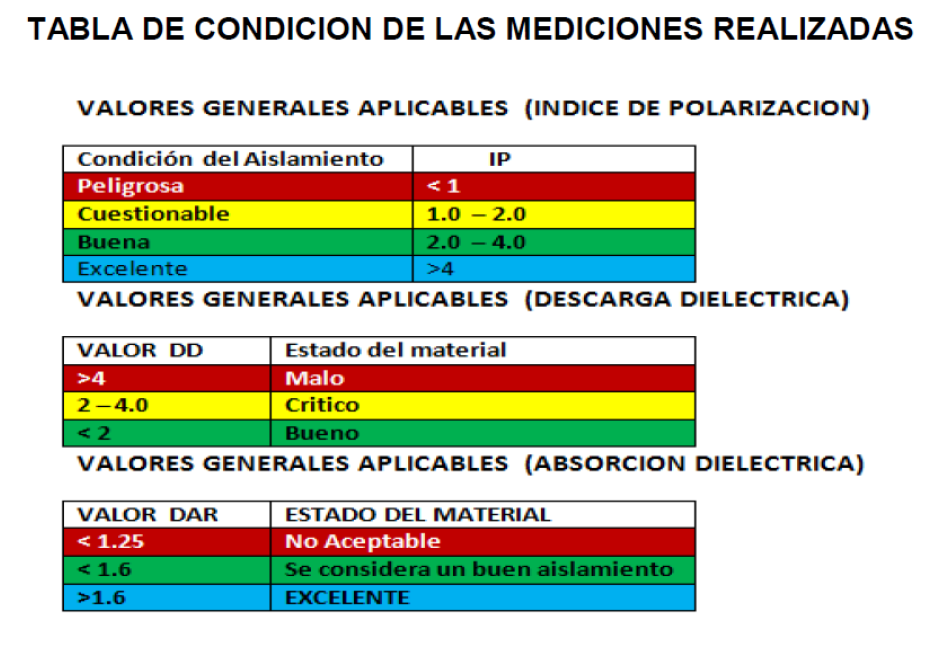 TABLA DE CONDICION DE LAS MEDICIONES REALIZADAS
VALORES GENERALES APLICABLES (INDICE DE POLARIZACION)
Condición del Aislamiento IP
Peligrosa < 1
Cuestionable 1.0 – 2.0
Buena 2.0 – 4.0
Excelente >4
VALORES GENERALES APLICABLES (DESCARGA DIELECTRICA)
VALOR DD Estado del material
>4 Malo
2 – 4.0 Critico
< 2 Bueno
VALORES GENERALES APLICABLES (ABSORCION DIELECTRICA)
VALOR DAR ESTADO DEL MATERIAL
< 1.25 No Aceptable
< 1.6 Se considera un buen aislamiento
>1.6 EXCELENTE